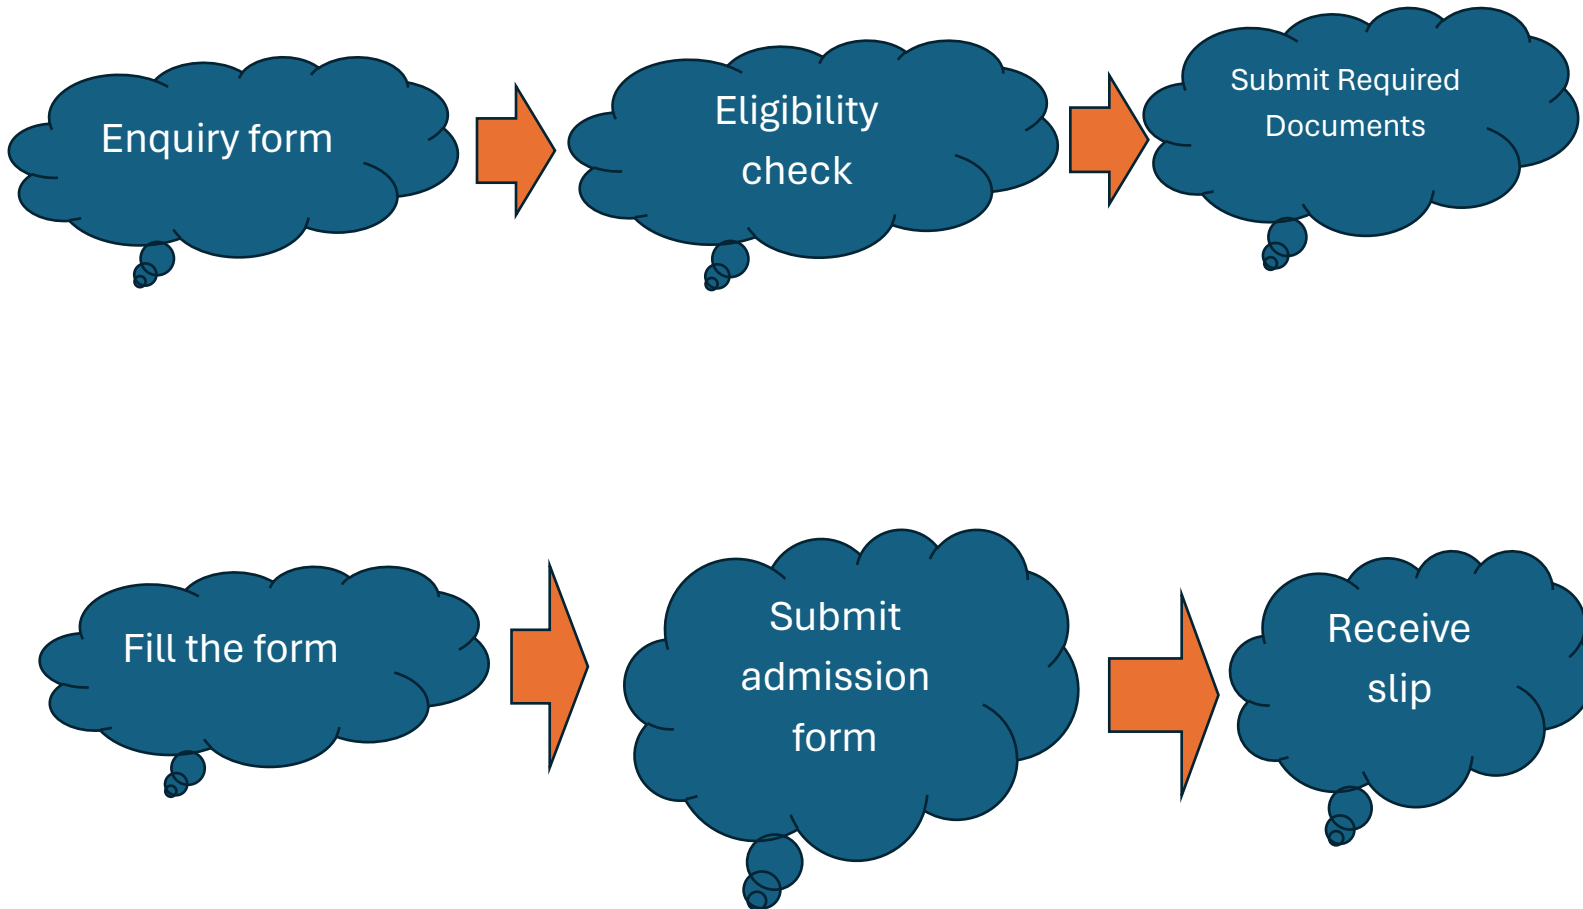 Enquiry form
Eligibility
check
Submit Required
Documents
Fill the form
Submit
admission
form
Receive
slip